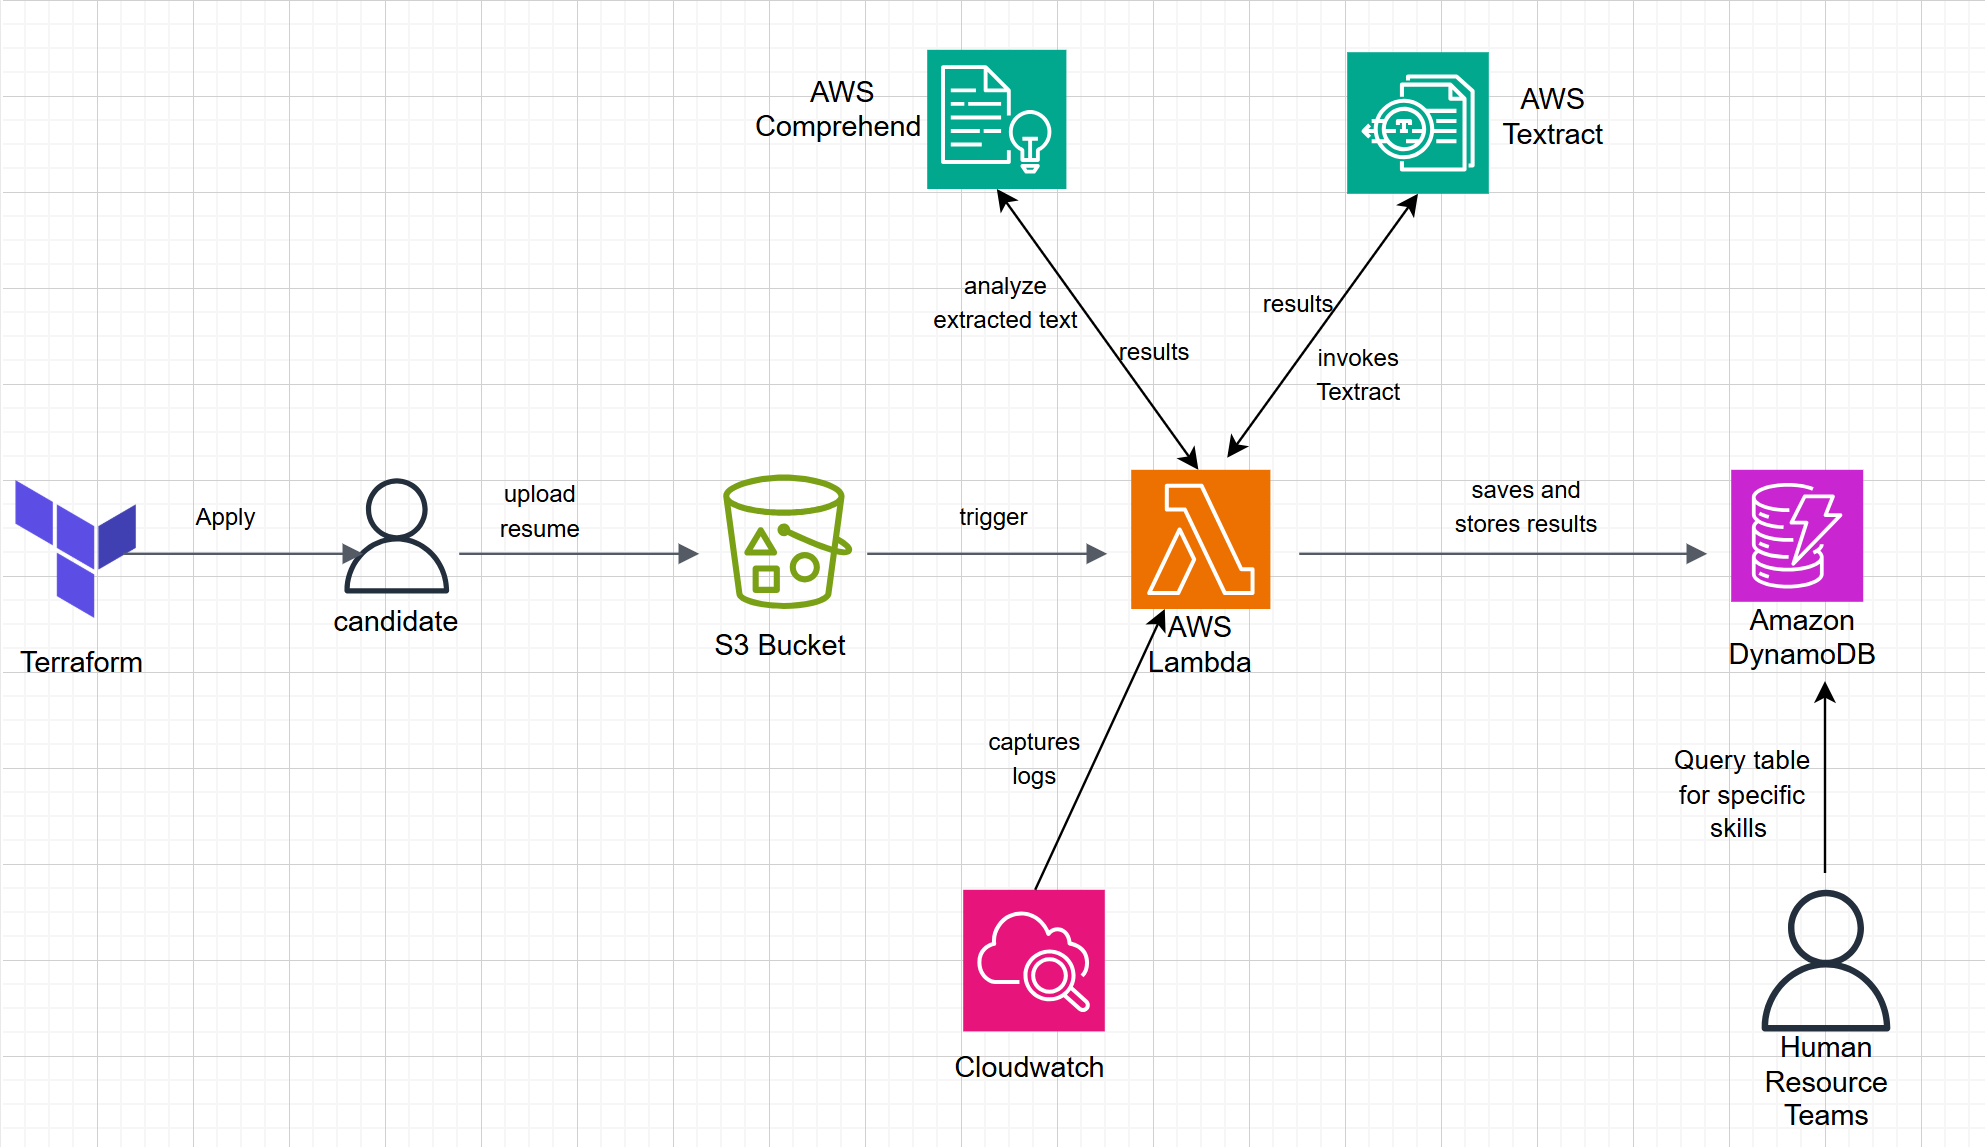 AWS
Comprehend
AWS
Textract
analyze
extracted text
results
results
invokes
Textract
Apply
upload
resume
trigger
saves and
stores results
Terraform
candidate
S3 Bucket
AWS
Lambda
Amazon
DynamoDB
captures
logs
Query table
for specific
skills
Cloudwatch
Human
Resource
Teams